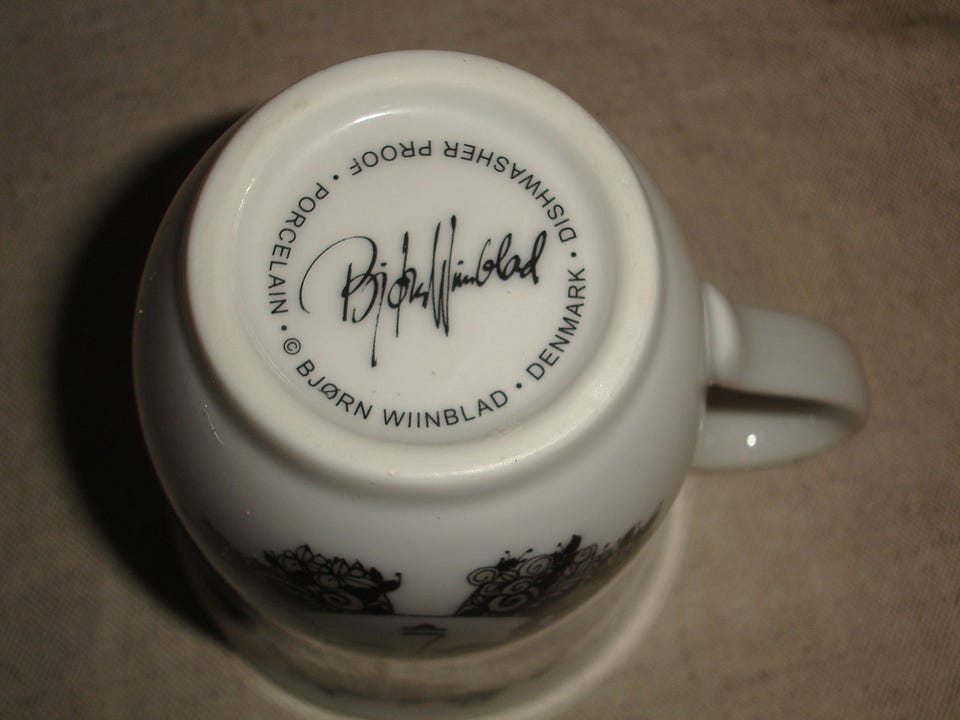 Bjørn Wiinblad
© BJØRN WIINBLAD • DENMARK • DISHWASHER PROOF • PORCELAIN •